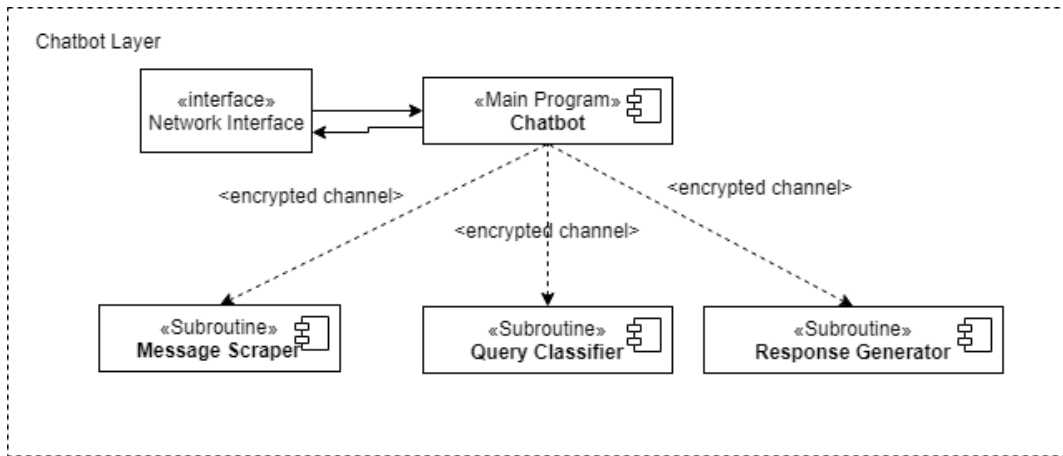 Chatbot Layer
«interface»
Network Interface
«Main Program»
Chatbot
<encrypted channel>
<encrypted channel>
<encrypted channel>
«Subroutine»
Message Scraper
«Subroutine»
Query Classifier
«Subroutine»
Response Generator